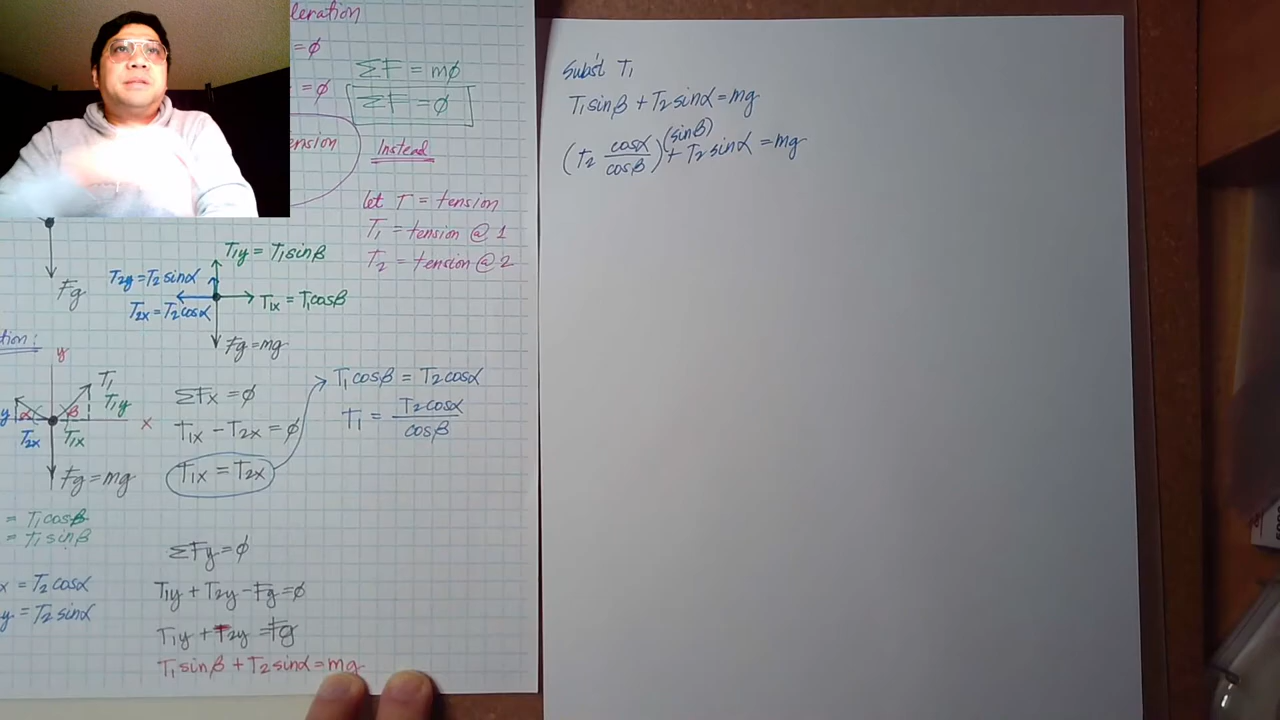 leration
= ∅
= ∅
ΣF = m∅
ΣF = ∅
ension
Instead
let T = tension
T₁ = tension @ 1
T₂ = tension @ 2
Fg
T1y = T₁sinβ
T2y = T₂sinα
T2x = T₂cosα
T1x = T₁cosβ
Fg = mg
tion:
y
T₁
T1y
y
α
β
x
T2x
T1x
Fg = mg
= T₁cosβ
= T₁sinβ
x = T₂cosα
y = T₂sinα
ΣFx = ∅
T1x - T2x = ∅
T1x = T2x
T₁cosβ = T₂cosα
T₁ = T₂cosα / cosβ
ΣFy = ∅
T1y + T2y - Fg = ∅
T1y + T2y = Fg
T₁sinβ + T₂sinα = mg
Subst T₁
T₁sinβ + T₂sinα = mg
(T₂ cosα / cosβ)(sinβ) + T₂sinα = mg